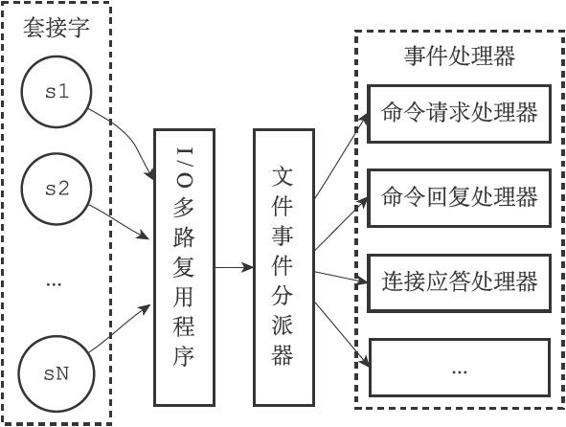 套接字
s1
s2
...
sN
I/O多路复用程序
文件事件分派器
事件处理器
命令请求处理器
命令回复处理器
连接应答处理器
...